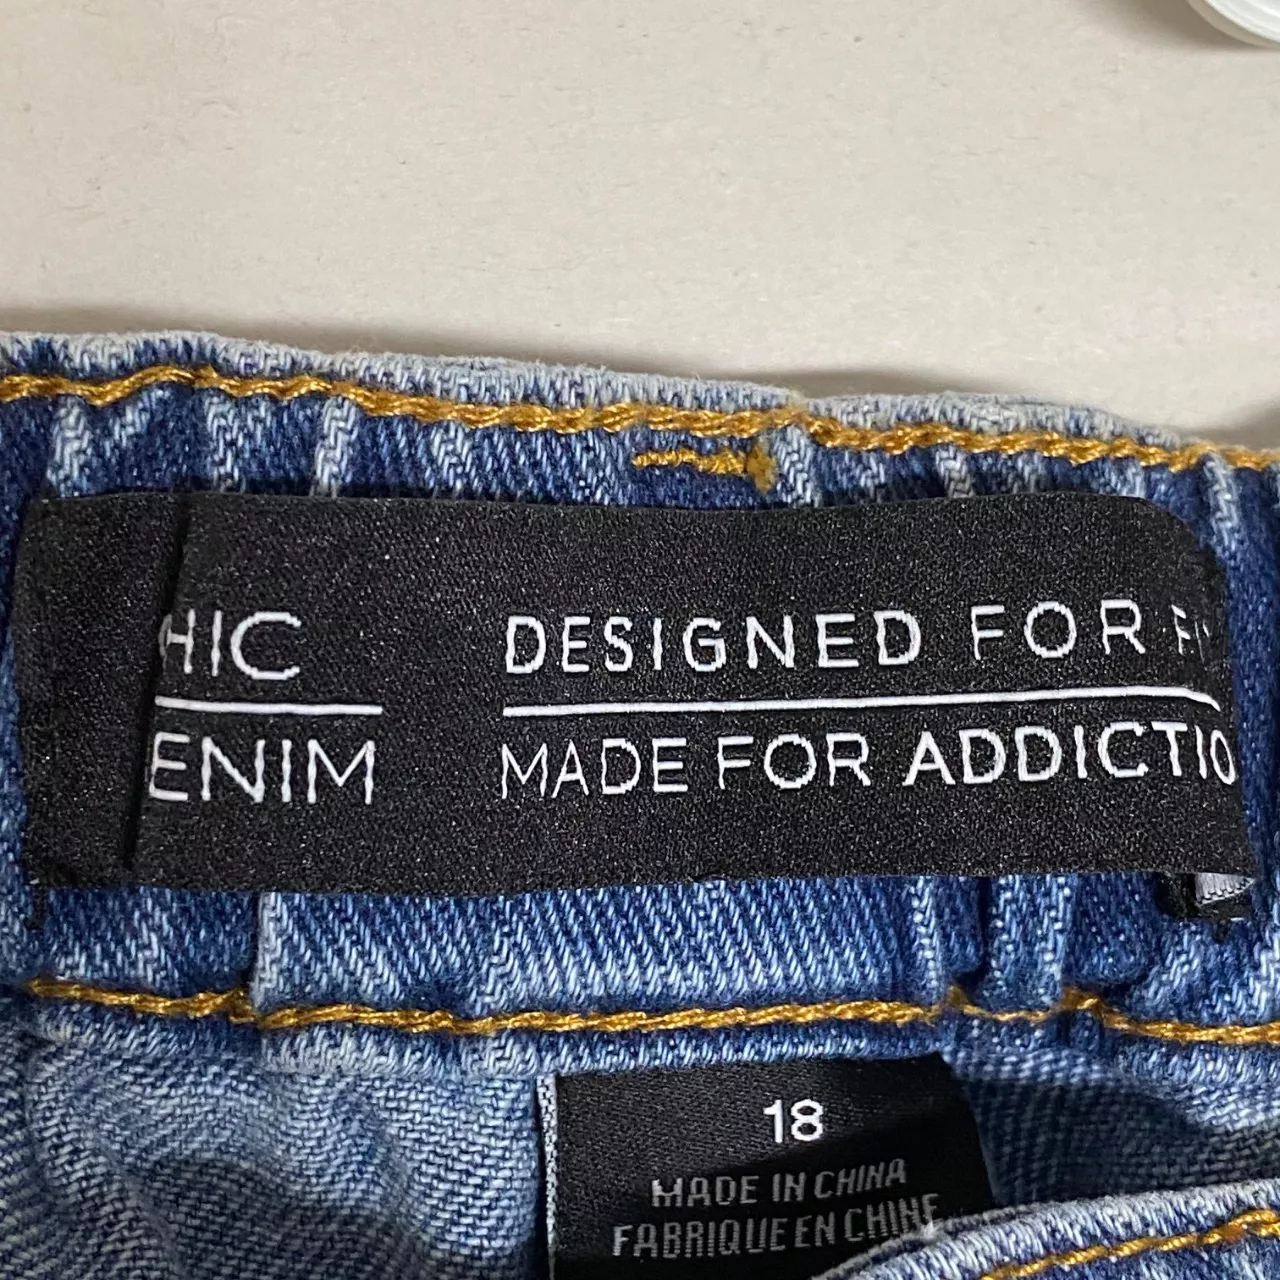 HIC
ENIM
DESIGNED FOR
MADE FOR ADDICTIO
18
MADE IN CHINA
FABRIQUE EN CHINE